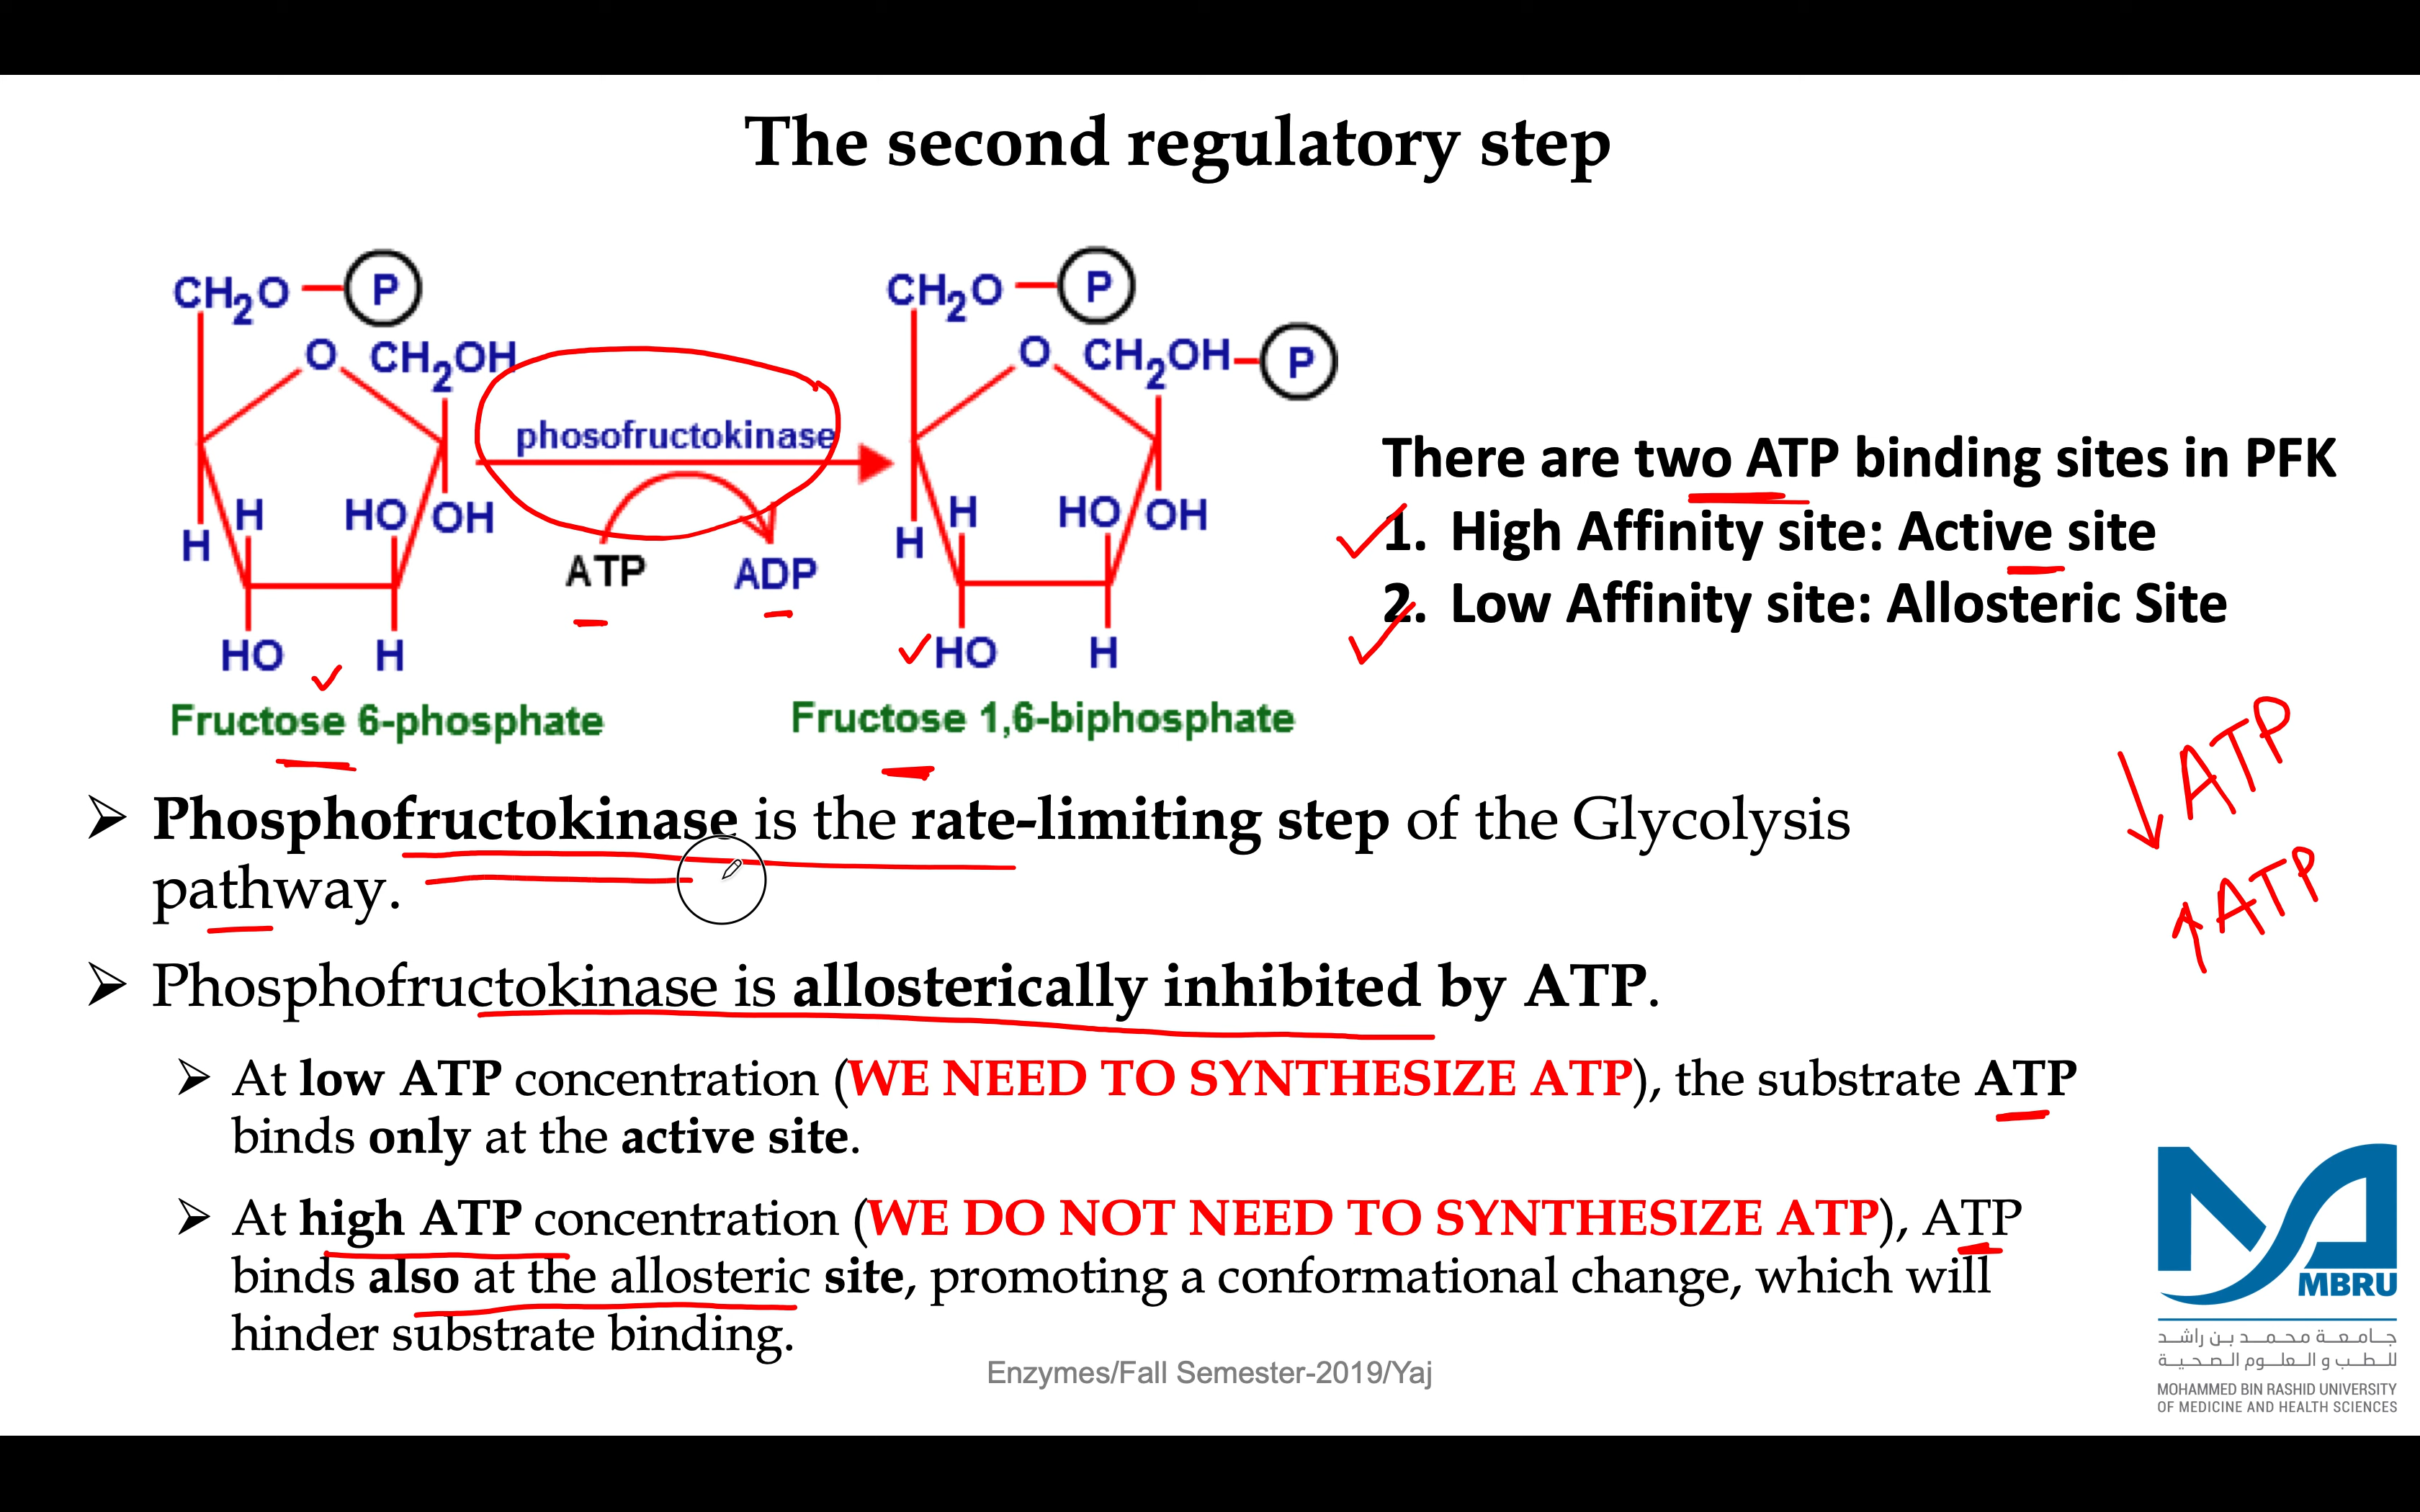 The second regulatory step
CH2O P
O CH2OH
H HO OH
H
HO H
Fructose 6-phosphate
phosofructokinase
ATP ADP
CH2O P
O CH2OH P
H HO OH
H
HO H
Fructose 1,6-biphosphate
There are two ATP binding sites in PFK
1. High Affinity site: Active site
2. Low Affinity site: Allosteric Site
↓ ATP
↑ ATP
➢ Phosphofructokinase is the rate-limiting step of the Glycolysis
pathway.
➢ Phosphofructokinase is allosterically inhibited by ATP.
➢ At low ATP concentration (WE NEED TO SYNTHESIZE ATP), the substrate ATP
binds only at the active site.
➢ At high ATP concentration (WE DO NOT NEED TO SYNTHESIZE ATP), ATP
binds also at the allosteric site, promoting a conformational change, which will
hinder substrate binding.
Enzymes/Fall Semester-2019/Yaj
MBRU
جامعة محمد بن راشد
للطب و العلوم الصحية
MOHAMMED BIN RASHID UNIVERSITY
OF MEDICINE AND HEALTH SCIENCES